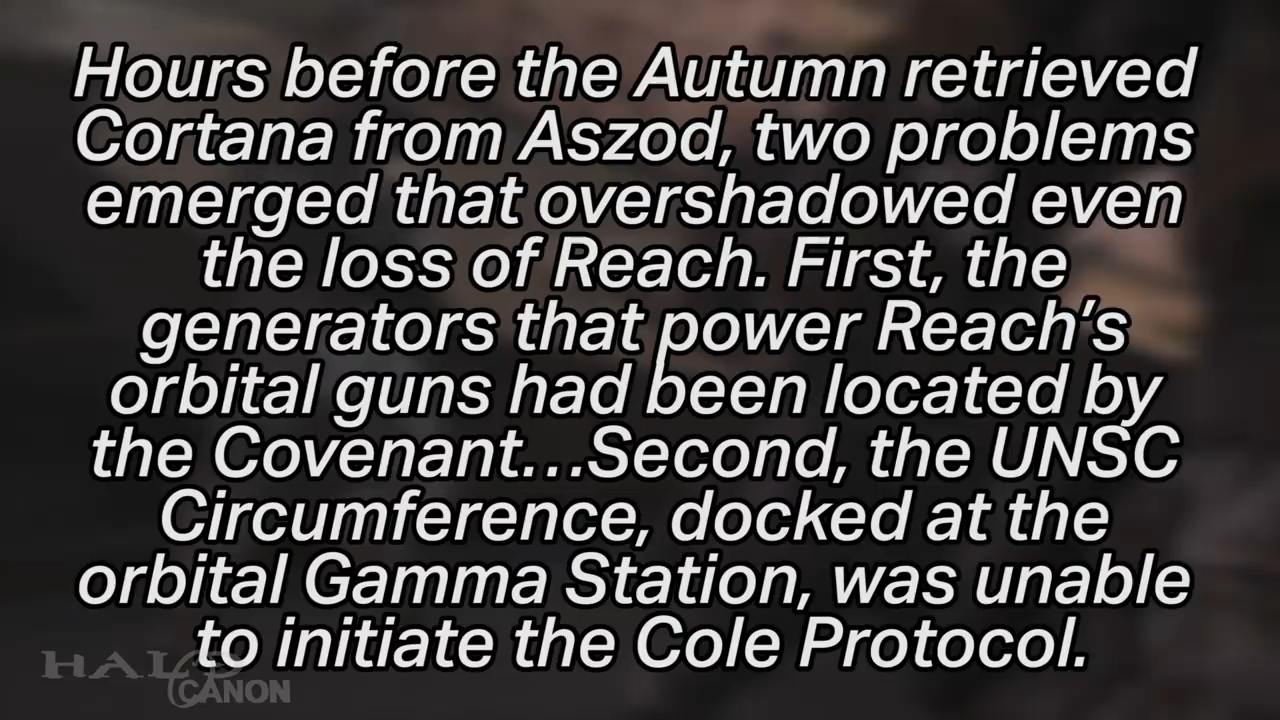 Hours before the Autumn retrieved
Cortana from Aszod, two problems
emerged that overshadowed even
the loss of Reach. First, the
generators that power Reach’s
orbital guns had been located by
the Covenant...Second, the UNSC
Circumference, docked at the
orbital Gamma Station, was unable
to initiate the Cole Protocol.
HALO
CANON